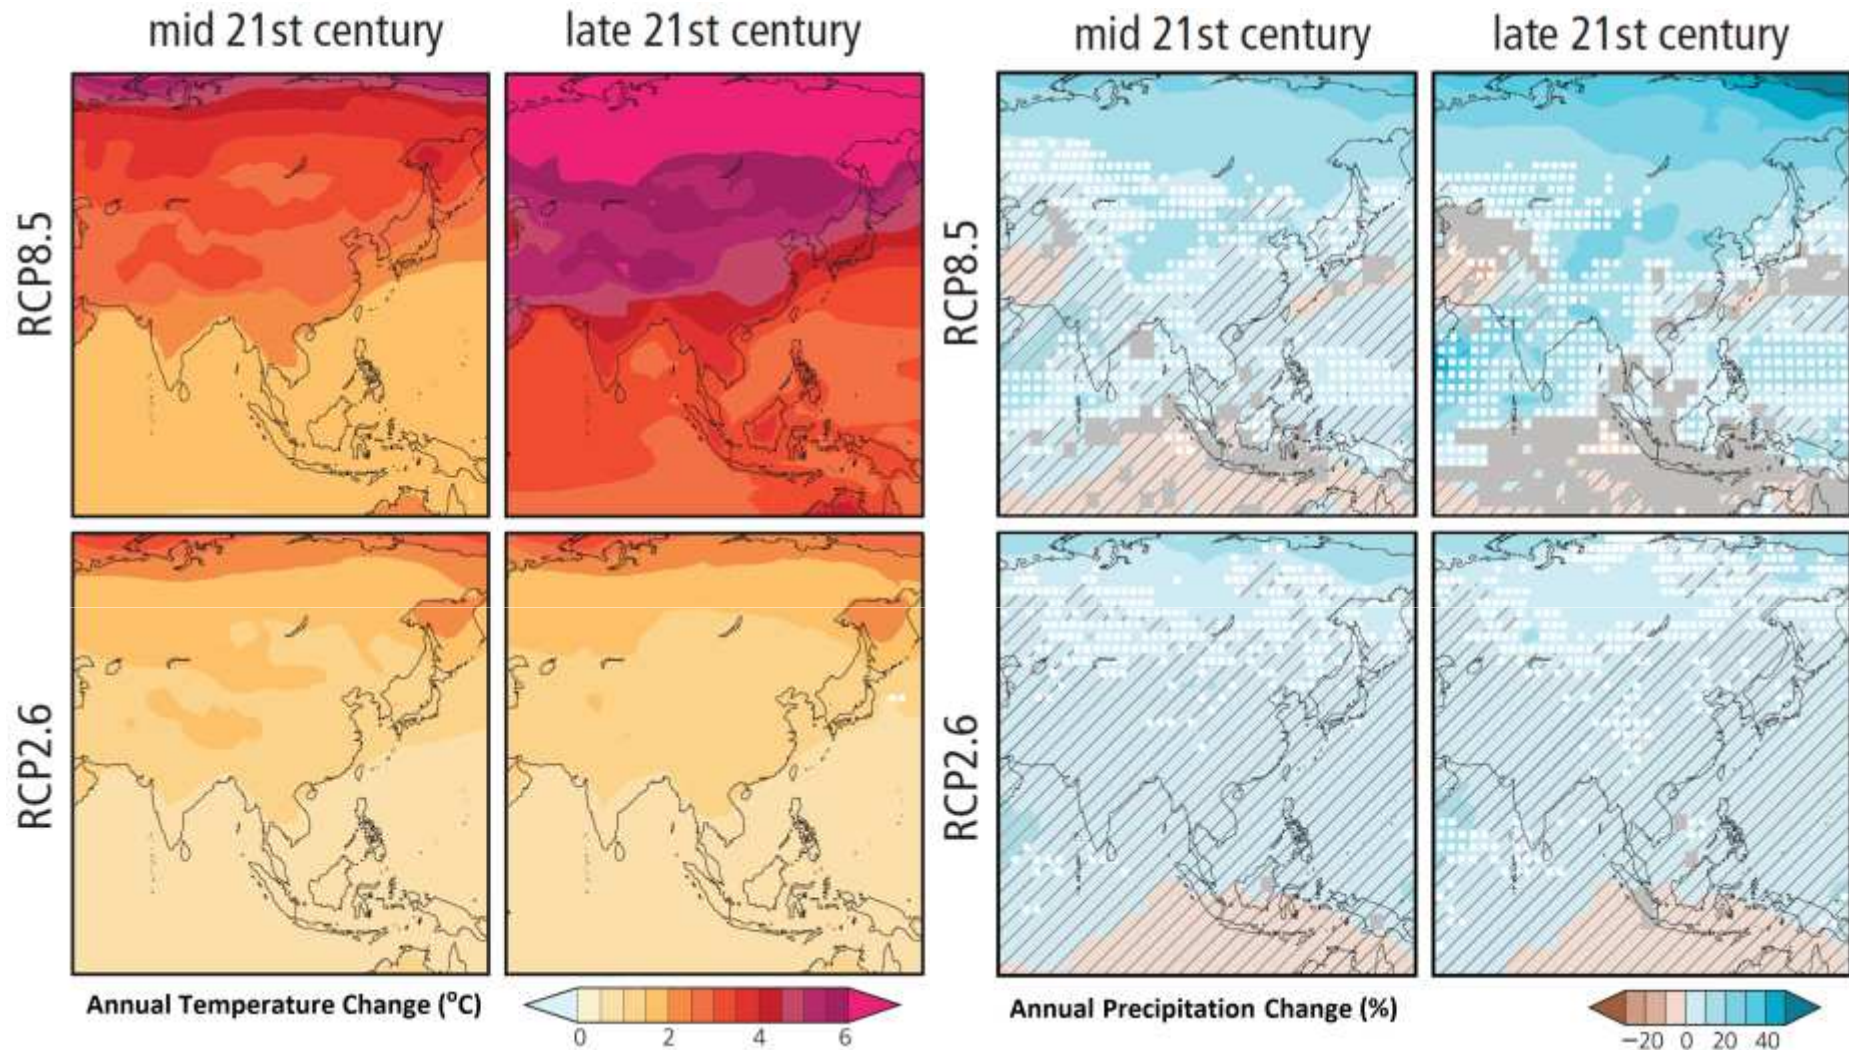 mid 21st century
late 21st century
mid 21st century
late 21st century
RCP8.5
RCP8.5
RCP2.6
RCP2.6
Annual Temperature Change (°C)
0 2 4 6
Annual Precipitation Change (%)
−20 0 20 40